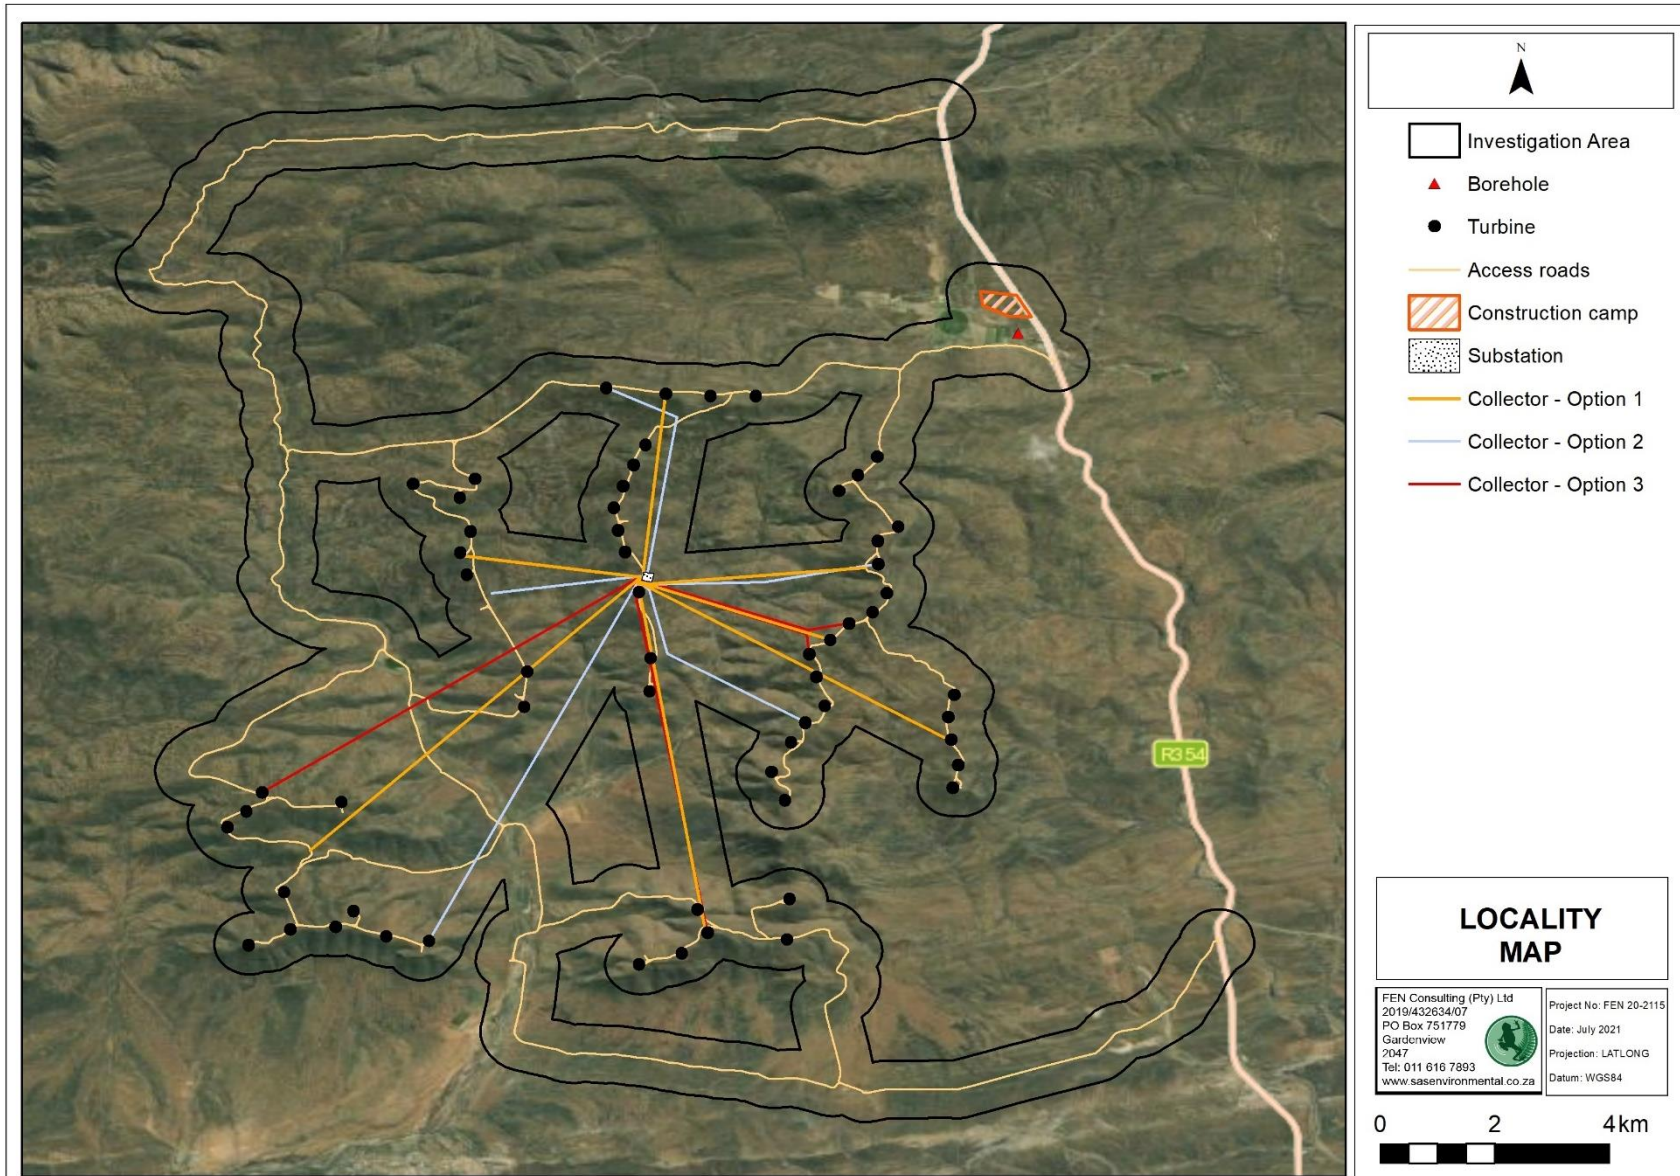 N
Investigation Area
Borehole
Turbine
Access roads
Construction camp
Substation
Collector - Option 1
Collector - Option 2
Collector - Option 3
R354
LOCALITY
MAP
FEN Consulting (Pty) Ltd
2019/432634/07
PO Box 751779
Gardenview
2047
Tel: 011 616 7893
www.sasenvironmental.co.za
Project No: FEN 20-2115
Date: July 2021
Projection: LATLONG
Datum: WGS84
0 2 4km